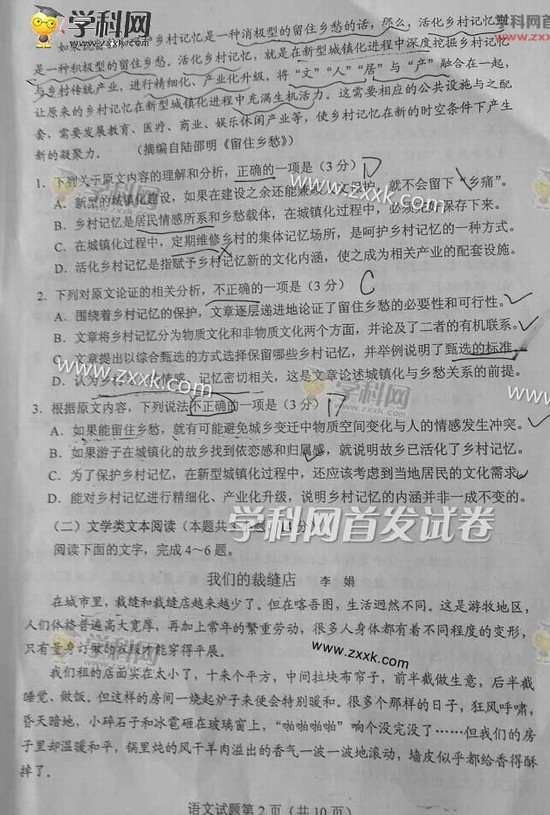 如 乡村记忆是一种消极型的留住乡愁的话，那么，活化乡村记忆则
是一种积极型的留住乡愁。活化乡村记忆，就是在新型城镇化进程中深度挖掘乡村记忆
与乡村传统产业，进行精细化、产业化升级，将“文”“人”“居”与“产”融合在一起，
让原来的乡村记忆在新型城镇化进程中充满生机活力。这需要相应的公共设施与之配
套，需要发展教育、医疗、商业、娱乐休闲产业等，使乡村记忆在新的时空条件下产生
新的凝聚力。 （摘编自陆邵明《留住乡愁》）
1．下列关于原文内容的理解和分析，正确的一项是（3分） D
A．新型的城镇化建设，如果在建设之余还能兼 人文保护，就不会留下“乡痛”。
B．乡村记忆是居民情感所系和乡愁载体，在城镇化过程中，必须完好保存下来。
C．在城镇化过程中，定期维修乡村的集体记忆场所，是呵护乡村记忆的一种方式。
D．活化乡村记忆是指赋予乡村记忆新的文化内涵，使之成为相关产业的配套设施。
2．下列对原文论证的相关分析，不正确的一项是（3分） C
A．围绕着乡村记忆的保护，文章逐层递进地论证了留住乡愁的必要性和可行性。
B．文章将乡村记忆分为物质文化和非物质文化两个方面，并论及了二者的有机联系。
C．文章提出以综合甄选的方式选择保留哪些乡村记忆，并举例说明了甄选的标准。
D．认为乡 情感、记忆密切相关，这是文章论述城镇化与乡愁关系的前提。
3．根据原文内容，下列说法不正确的一项是（3分） D
A．如果能留住乡愁，就有可能避免城乡变迁中物质空间变化与人的情感发生冲突。
B．如果游子在城镇化的故乡找到依恋感和归属感，就说明故乡已活化了乡村记忆。
C．为了保护乡村记忆，在新型城镇化过程中，还应该考虑到当地居民的文化需求。
D．能对乡村记忆进行精细化、产业化升级，说明乡村记忆的内涵并非一成不变的。
（二）文学类文本阅读（本题共3小题，14分）
阅读下面的文字，完成4～6题。
我们的裁缝店 李娟
在城市里，裁缝和裁缝店越来越少了。但在喀吾图，生活迥然不同。这是游牧地区，
人们体格普遍高大宽厚，再加上常年的繁重劳动，很多人身体都有着不同程度的变形，
只有量身订做的衣服才能穿得平展。
我们租的店面实在太小了，十来个平方，中间拉块布帘子，前半截做生意，后半截
睡觉、做饭。但这样的房间一烧起炉子来便会特别暖和。很多个那样的日子，狂风呼啸，
昏天暗地，小碎石子和冰雹砸在玻璃窗上，“啪啪啪啪”响个没完没了……但我们的房
子里却温暖和平，锅里炖的风干羊肉溢出的香气一波一波地滚动，墙皮似乎都给香得酥
掉了。
语文试题第2页（共10页）
学科网
www.zxxk.com
学科网首发试卷